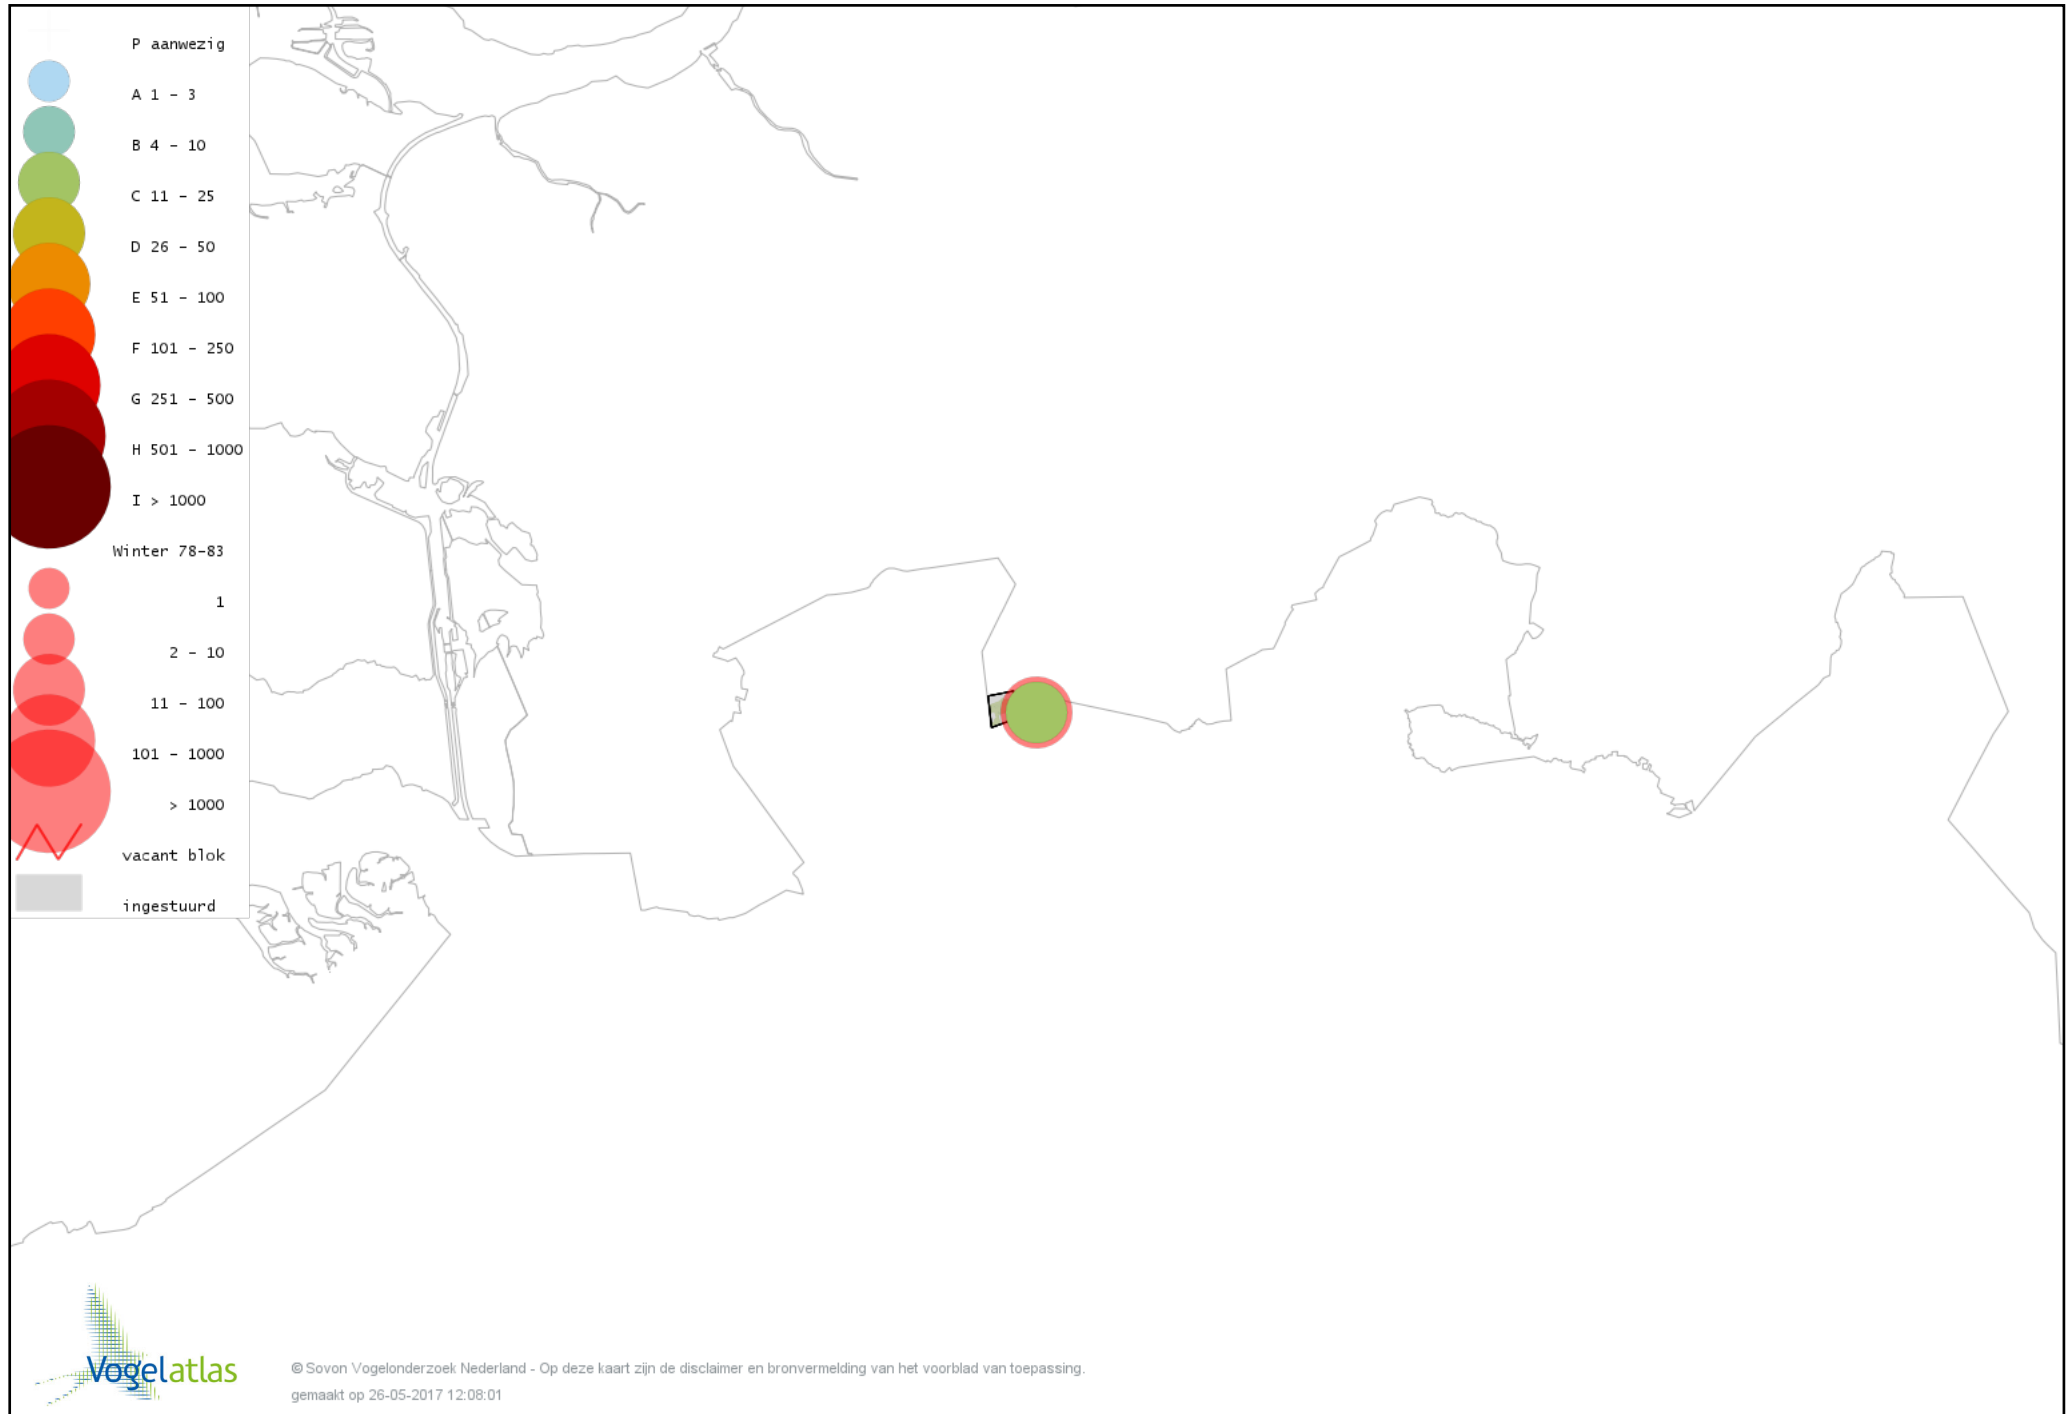 P aanwezig
A 1 - 3
B 4 - 10
C 11 - 25
D 26 - 50
E 51 - 100
F 101 - 250
G 251 - 500
H 501 - 1000
I > 1000
Winter 78-83
1
2 - 10
11 - 100
101 - 1000
> 1000
vacant blok
ingestuurd
Vogelatlas
© Sovon Vogelonderzoek Nederland - Op deze kaart zijn de disclaimer en bronvermelding van het voorblad van toepassing.
gemaakt op 26-05-2017 12:08:01